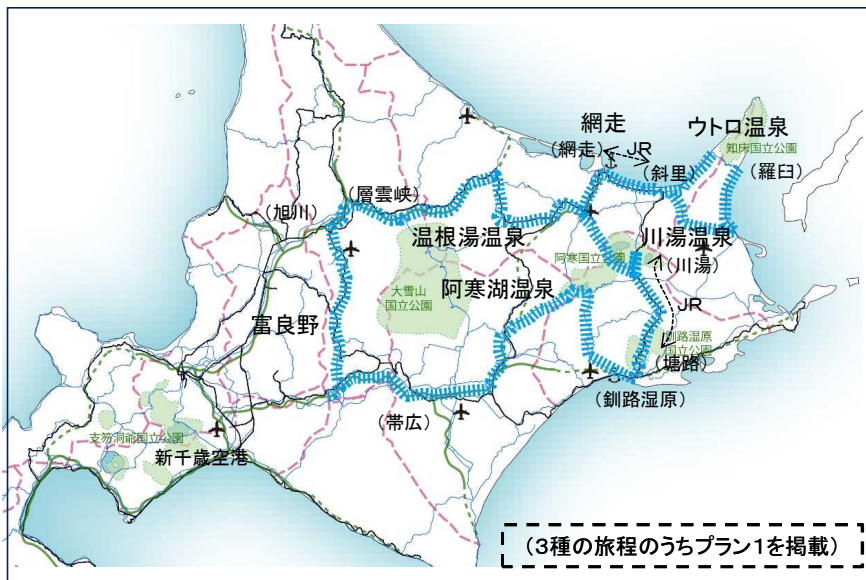 網走
ウトロ温泉
(網走)
JR
知床国立公園
(斜里)
(羅臼)
(層雲峡)
(旭川)
温根湯温泉
川湯温泉
阿寒国立公園
(川湯)
大雪山
国立公園
阿寒湖温泉
JR
富良野
釧路湿原
国立公園
(塘路)
(釧路湿原)
(帯広)
支笏洞爺国立公園
新千歳空港
(3種の旅程のうちプラン1を掲載)